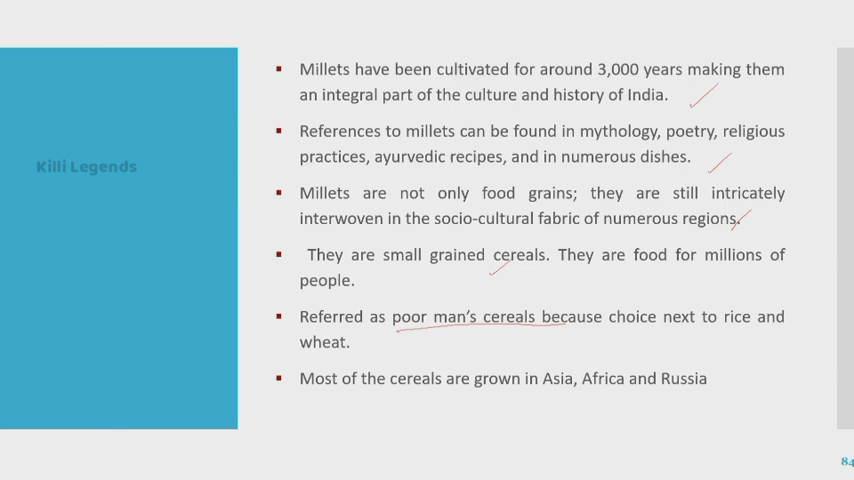 Killi Legends
▪ Millets have been cultivated for around 3,000 years making them
an integral part of the culture and history of India.
▪ References to millets can be found in mythology, poetry, religious
practices, ayurvedic recipes, and in numerous dishes.
▪ Millets are not only food grains; they are still intricately
interwoven in the socio-cultural fabric of numerous regions.
▪ They are small grained cereals. They are food for millions of
people.
▪ Referred as poor man’s cereals because choice next to rice and
wheat.
▪ Most of the cereals are grown in Asia, Africa and Russia
84